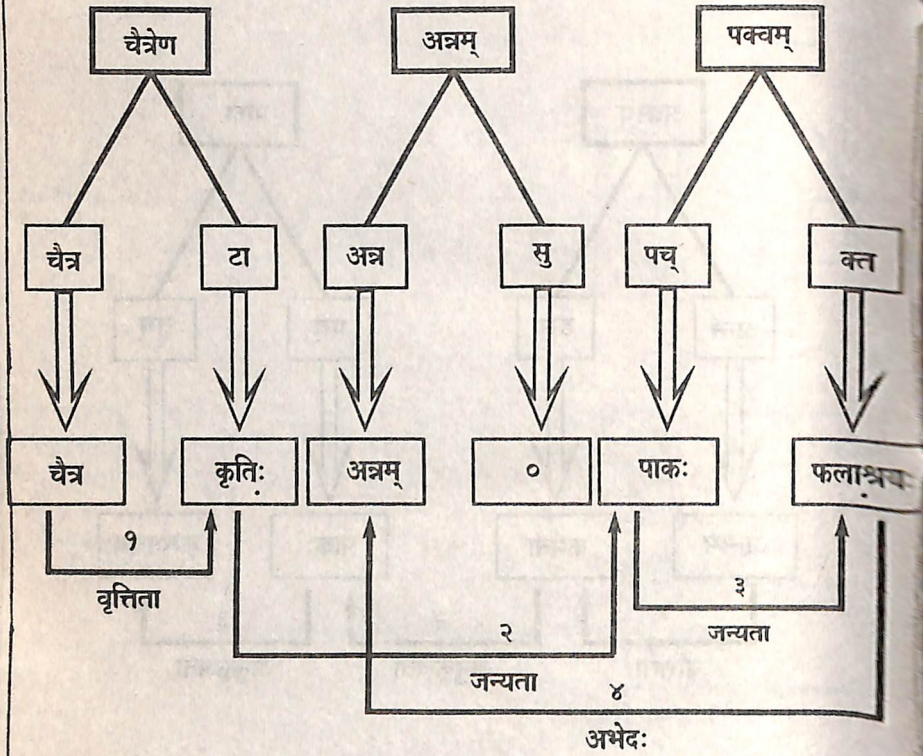 चैत्रेण अन्नम् पक्वम्
चैत्र टा अन्न सु पच् क्त
चैत्र कृतिः अन्नम् ० पाकः फलाश्रयः
१
वृत्तिता
३
२
जन्यता
जन्यता
४
अभेदः